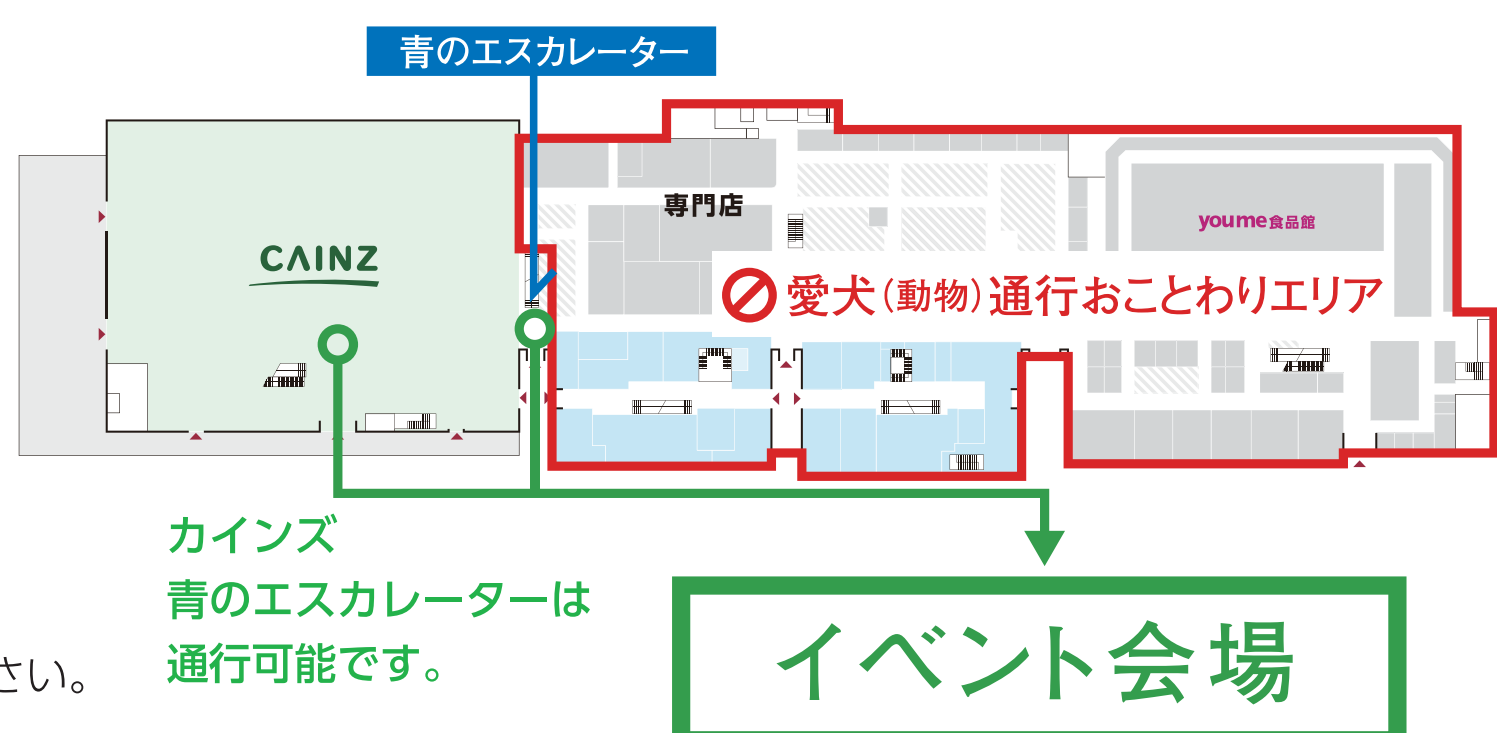 青のエスカレーター
専門店
CAINZ
youme食品館
愛犬(動物)通行おことわりエリア
カインズ
青のエスカレーターは
通行可能です。
さい。
イベント会場